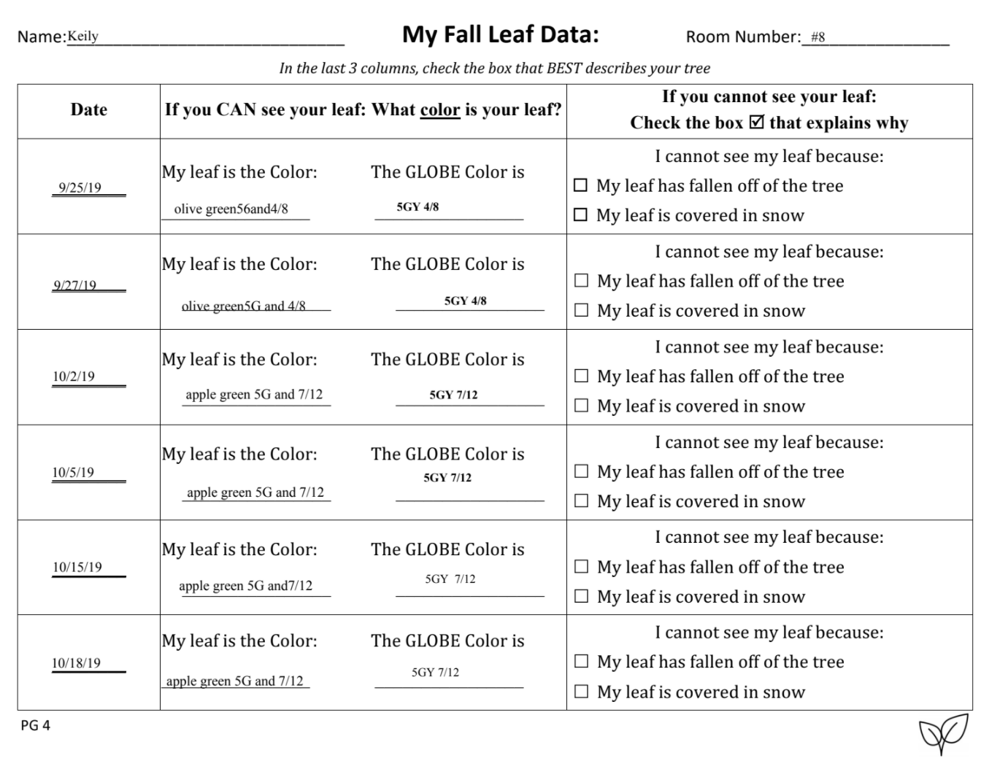 Name: Keily
My Fall Leaf Data:
Room Number: #8
In the last 3 columns, check the box that BEST describes your tree
Date
If you CAN see your leaf: What color is your leaf?
If you cannot see your leaf:
Check the box ☑ that explains why
9/25/19
My leaf is the Color:
olive green56and4/8
The GLOBE Color is
5GY 4/8
I cannot see my leaf because:
☐ My leaf has fallen off of the tree
☐ My leaf is covered in snow
9/27/19
My leaf is the Color:
olive green5G and 4/8
The GLOBE Color is
5GY 4/8
I cannot see my leaf because:
☐ My leaf has fallen off of the tree
☐ My leaf is covered in snow
10/2/19
My leaf is the Color:
apple green 5G and 7/12
The GLOBE Color is
5GY 7/12
I cannot see my leaf because:
☐ My leaf has fallen off of the tree
☐ My leaf is covered in snow
10/5/19
My leaf is the Color:
apple green 5G and 7/12
The GLOBE Color is
5GY 7/12
I cannot see my leaf because:
☐ My leaf has fallen off of the tree
☐ My leaf is covered in snow
10/15/19
My leaf is the Color:
apple green 5G and7/12
The GLOBE Color is
5GY 7/12
I cannot see my leaf because:
☐ My leaf has fallen off of the tree
☐ My leaf is covered in snow
10/18/19
My leaf is the Color:
apple green 5G and 7/12
The GLOBE Color is
5GY 7/12
I cannot see my leaf because:
☐ My leaf has fallen off of the tree
☐ My leaf is covered in snow
PG 4